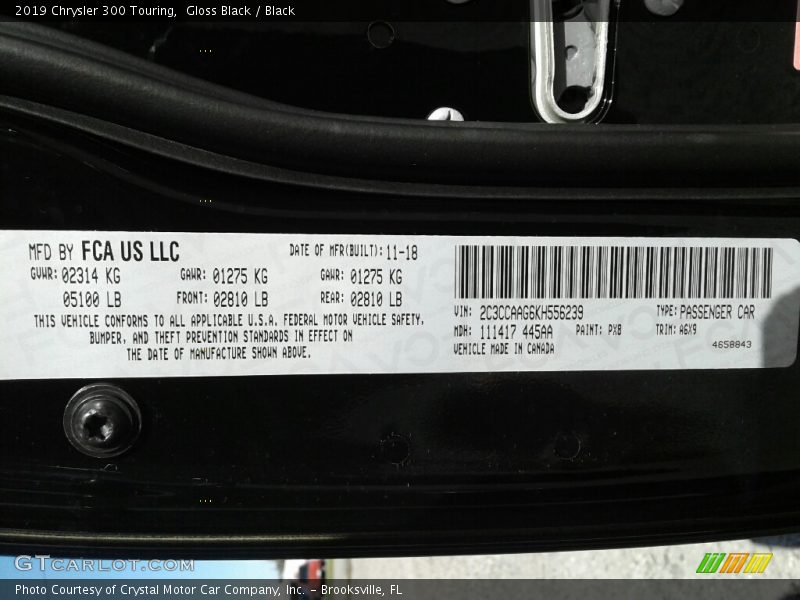 2019 Chrysler 300 Touring, Gloss Black / Black
MFD BY FCA US LLC
DATE OF MFR(BUILT): 11-18
GVWR: 02314 KG GAWR: 01275 KG GAWR: 01275 KG
05100 LB FRONT: 02810 LB REAR: 02810 LB
THIS VEHICLE CONFORMS TO ALL APPLICABLE U.S.A. FEDERAL MOTOR VEHICLE SAFETY,
BUMPER, AND THEFT PREVENTION STANDARDS IN EFFECT ON
THE DATE OF MANUFACTURE SHOWN ABOVE.
VIN: 2C3CCAAG6KH556239 TYPE: PASSENGER CAR
MDH: 111417 445AA PAINT: PX8 TRIM: A6X9
VEHICLE MADE IN CANADA
4658843
GTCARLOT.COM
Photo Courtesy of Crystal Motor Car Company, Inc. - Brooksville, FL